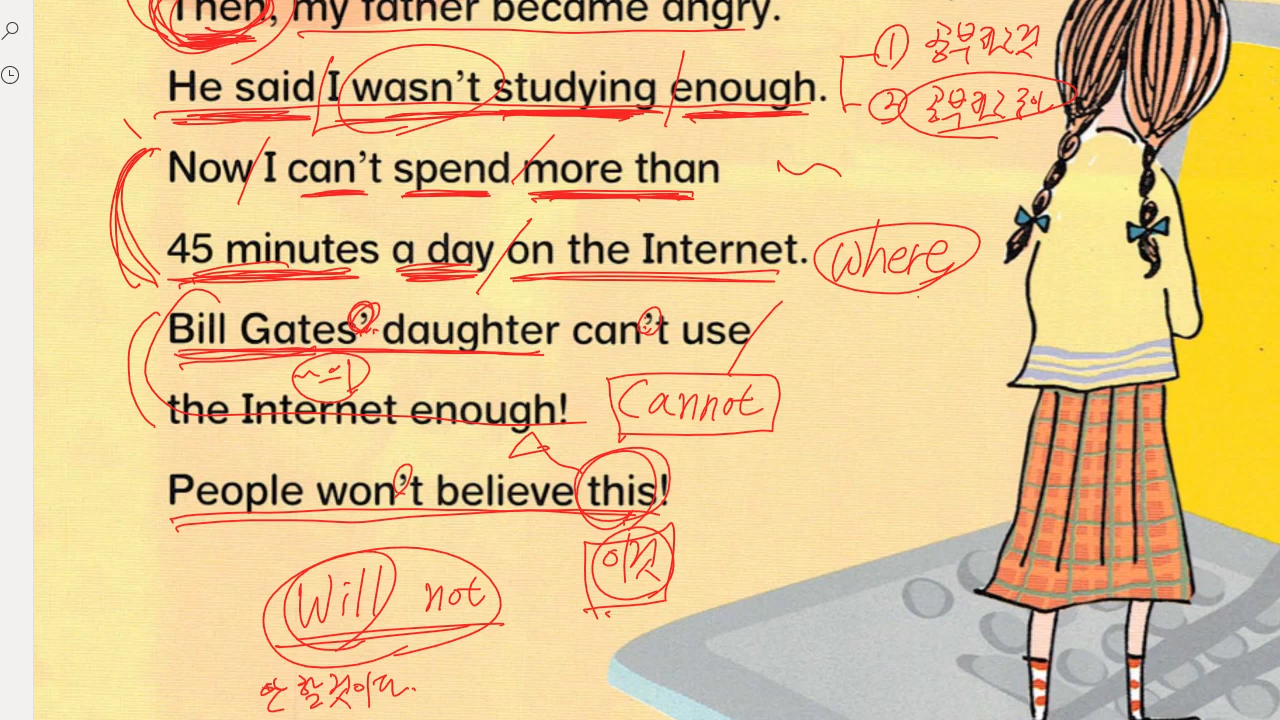 Then, my father became angry.
He said I wasn't studying enough.
① 공부하는것
② 공부하는 중이
Now I can't spend more than
45 minutes a day on the Internet.
where
Bill Gates' daughter can't use
~의
the Internet enough!
Cannot
People won't believe this!
이것
Will not
안 할것이다.